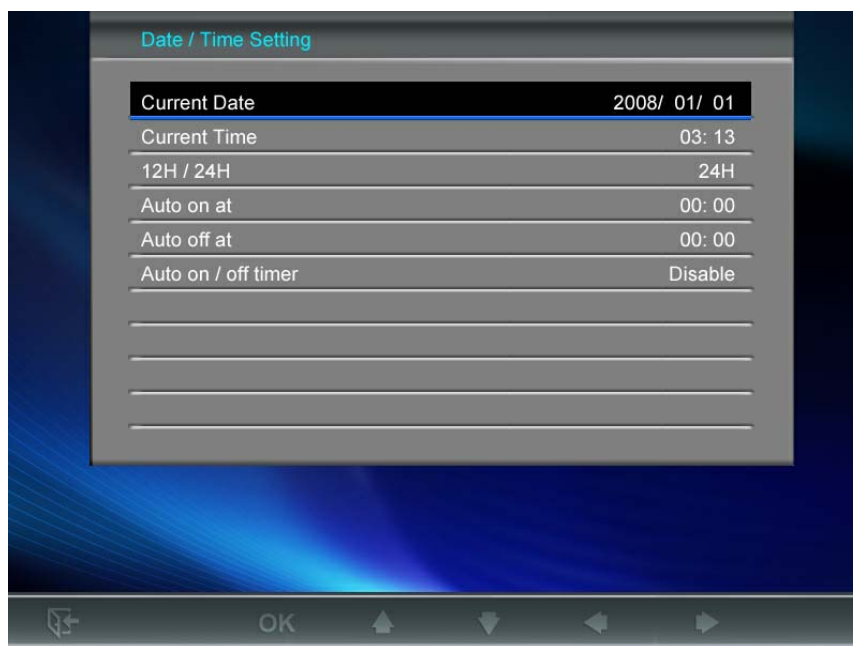 Date / Time Setting
Current Date 2008/ 01/ 01
Current Time 03: 13
12H / 24H 24H
Auto on at 00: 00
Auto off at 00: 00
Auto on / off timer Disable
OK